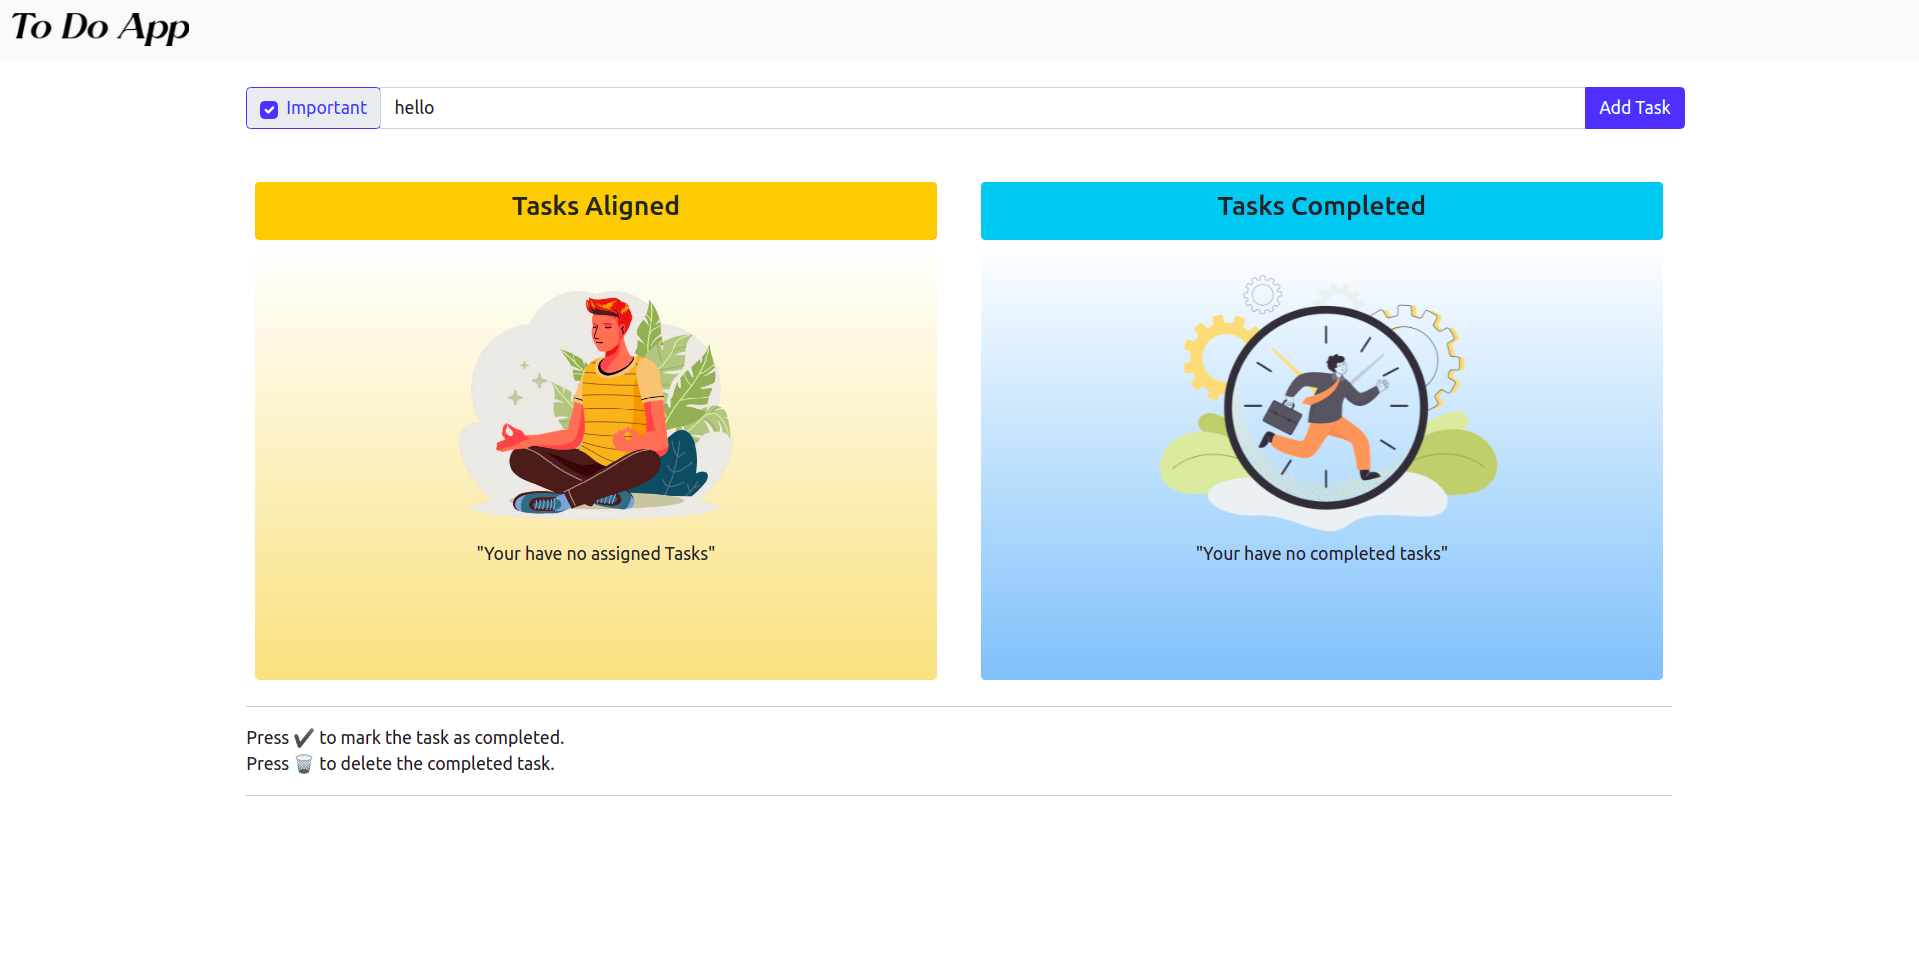 To Do App
Important
hello
Add Task
Tasks Aligned
Tasks Completed
"Your have no assigned Tasks"
"Your have no completed tasks"
Press ✔️ to mark the task as completed.
Press 🗑️ to delete the completed task.